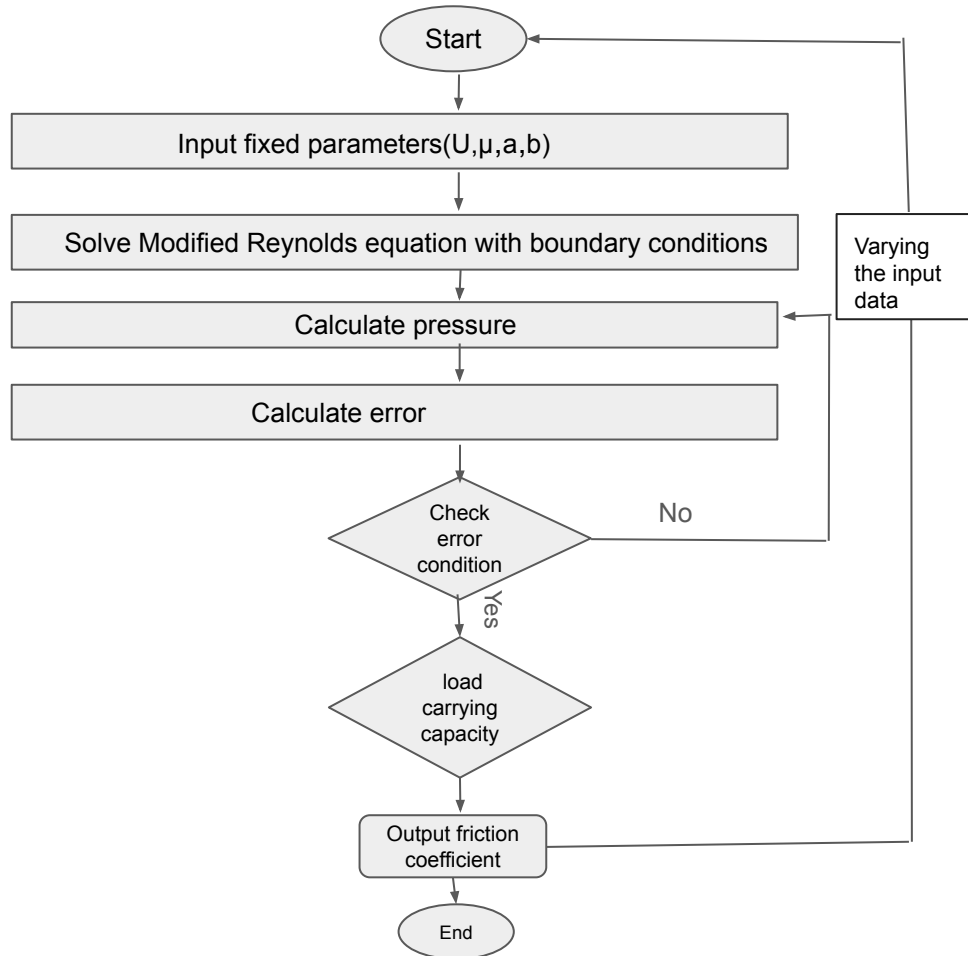 Start
Input fixed parameters(U,μ,a,b)
Solve Modified Reynolds equation with boundary conditions
Varying
the input
data
Calculate pressure
Calculate error
Check
error
condition
No
Yes
load
carrying
capacity
Output friction
coefficient
End